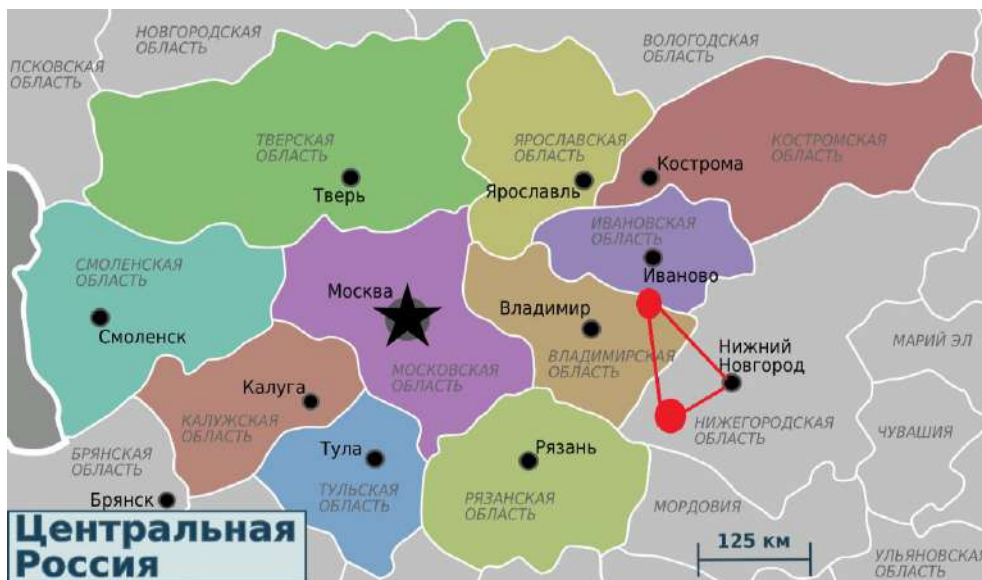 НОВГОРОДСКАЯ
ОБЛАСТЬ
ВОЛОГОДСКАЯ
ОБЛАСТЬ
ПСКОВСКАЯ
ОБЛАСТЬ
ТВЕРСКАЯ
ОБЛАСТЬ
ЯРОСЛАВСКАЯ
ОБЛАСТЬ
КОСТРОМСКАЯ
ОБЛАСТЬ
Кострома
Тверь
Ярославль
ИВАНОВСКАЯ
ОБЛАСТЬ
Иваново
СМОЛЕНСКАЯ
ОБЛАСТЬ
Москва
Владимир
Смоленск
МАРИЙ ЭЛ
Нижний
Новгород
ВЛАДИМИРСКАЯ
ОБЛАСТЬ
МОСКОВСКАЯ
ОБЛАСТЬ
Калуга
КАЛУЖСКАЯ
ОБЛАСТЬ
НИЖЕГОРОДСКАЯ
ОБЛАСТЬ
ЧУВАШИЯ
Тула
Рязань
БРЯНСКАЯ
ОБЛАСТЬ
ТУЛЬСКАЯ
ОБЛАСТЬ
РЯЗАНСКАЯ
ОБЛАСТЬ
МОРДОВИЯ
Брянск
Центральная
Россия
125 км
УЛЬЯНОВСКАЯ
ОБЛАСТЬ